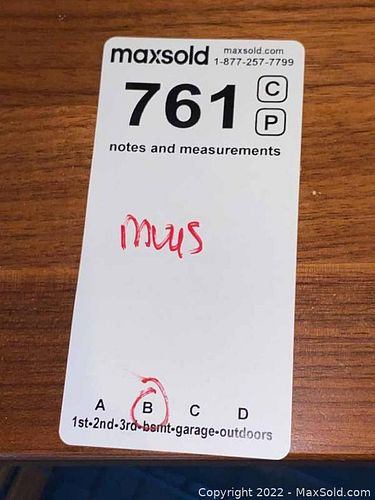 maxsold maxsold.com
1-877-257-7799
761 C
P
notes and measurements
A B C D
1st-2nd-3rd-bsmt-garage-outdoors
Copyright 2022 - MaxSold.com